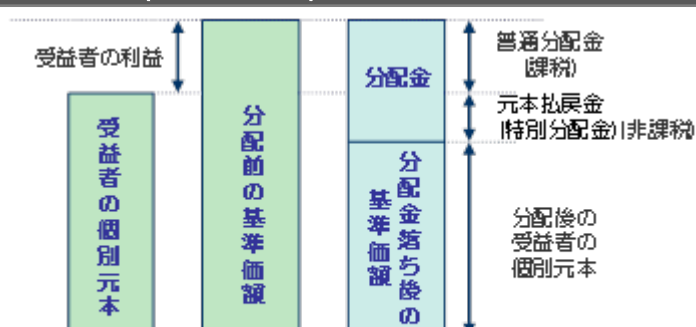 受益者の利益
受益者の個別元本
分配前の基準価額
分配金
分配金落ち後の
基準価額
普通分配金
(課税)
元本払戻金
(特別分配金)(非課税)
分配後の
受益者の
個別元本